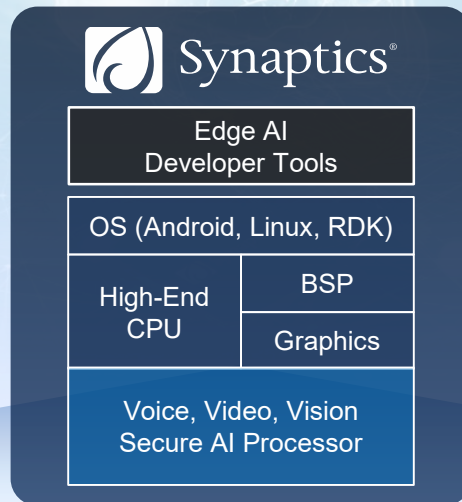 Synaptics®
Edge AI
Developer Tools
OS (Android, Linux, RDK)
High-End
CPU
BSP
Graphics
Voice, Video, Vision
Secure AI Processor